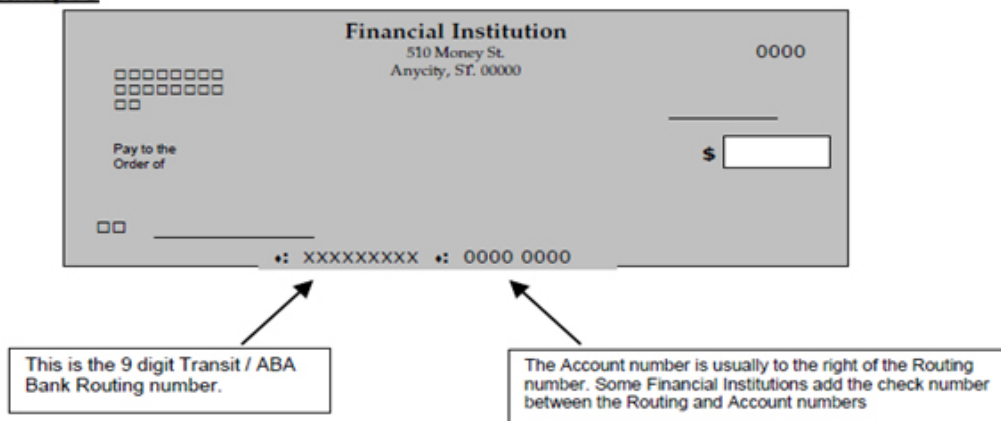 Financial Institution
510 Money St.
Anycity, ST. 00000
0000
Pay to the
Order of
$
XXXXXXXXX 0000 0000
This is the 9 digit Transit / ABA
Bank Routing number.
The Account number is usually to the right of the Routing
number. Some Financial Institutions add the check number
between the Routing and Account numbers